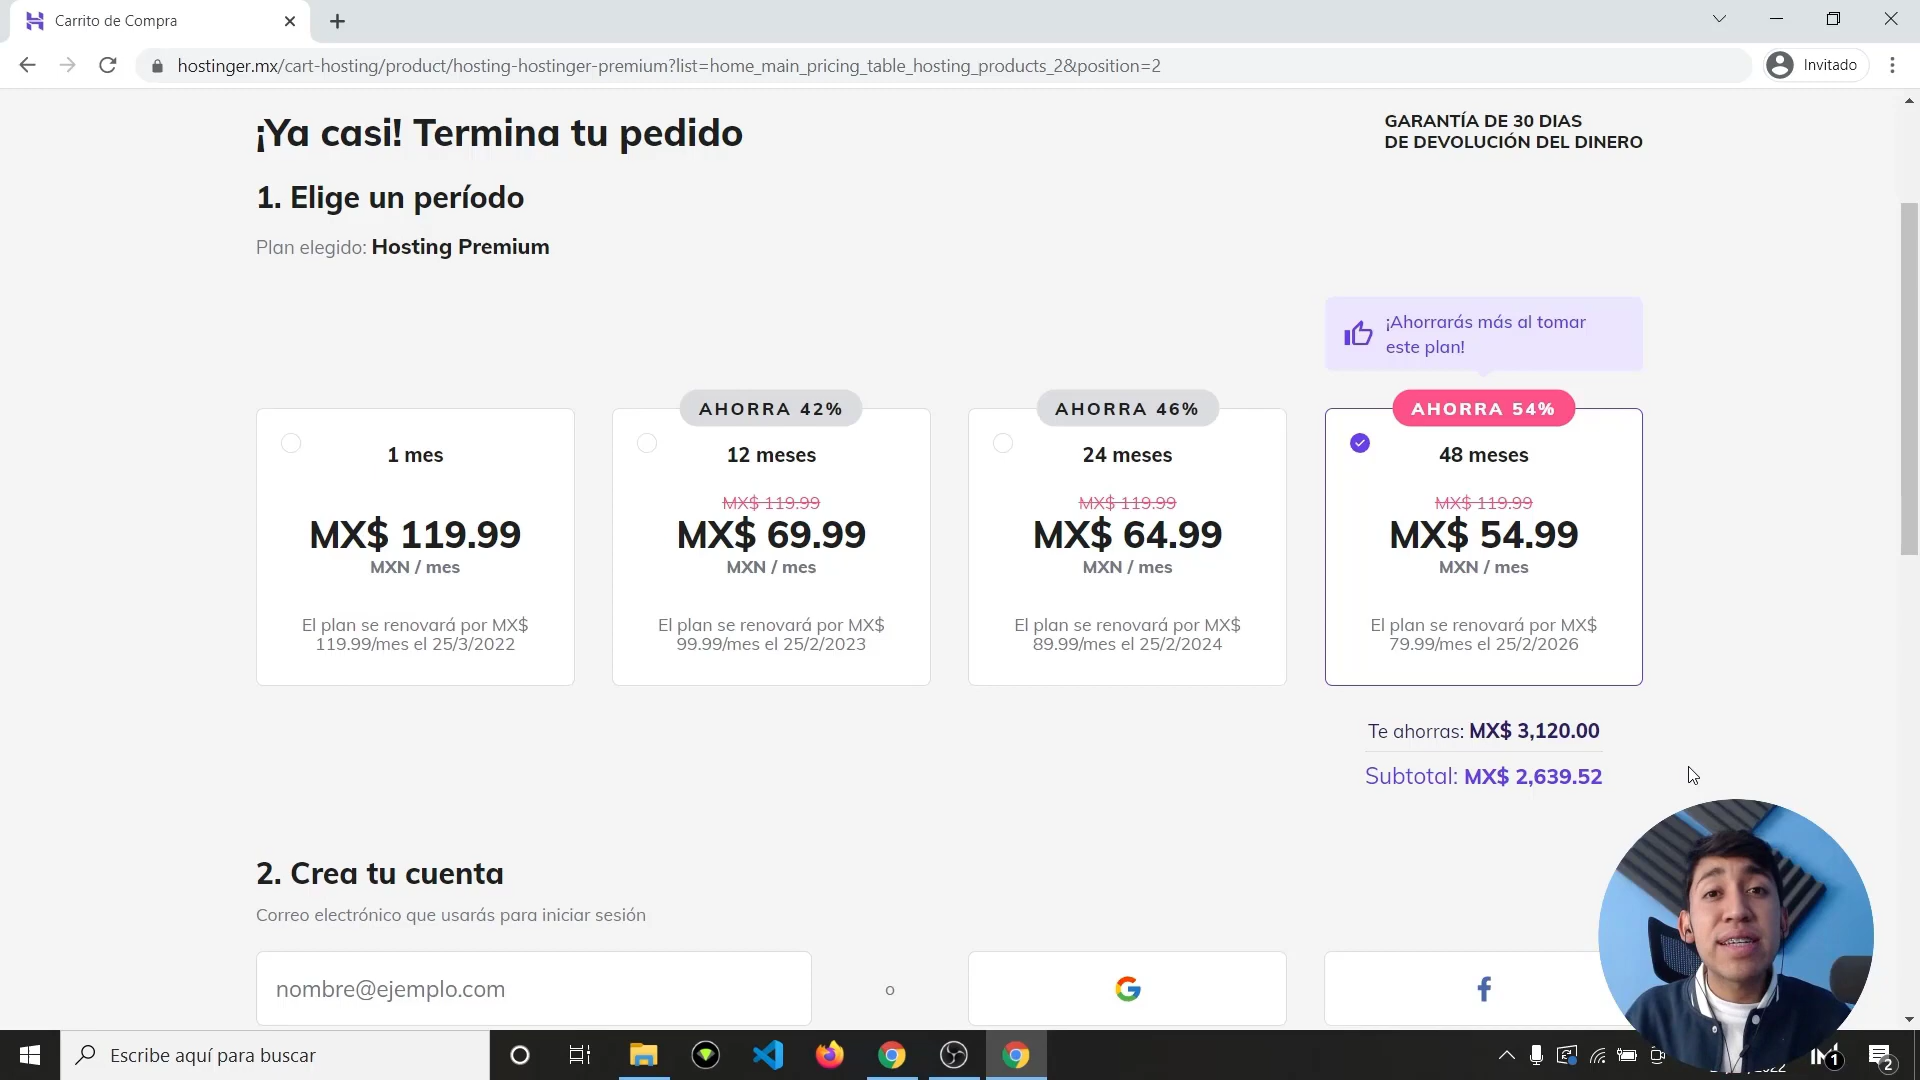 Carrito de Compra
hostinger.mx/cart-hosting/product/hosting-hostinger-premium?list=home_main_pricing_table_hosting_products_2&position=2
Invitado
¡Ya casi! Termina tu pedido
GARANTÍA DE 30 DIAS
DE DEVOLUCIÓN DEL DINERO
1. Elige un período
Plan elegido: Hosting Premium
¡Ahorrarás más al tomar
este plan!
1 mes
MX$ 119.99
MXN / mes
El plan se renovará por MX$
119.99/mes el 25/3/2022
AHORRA 42%
12 meses
MX$ 119.99
MX$ 69.99
MXN / mes
El plan se renovará por MX$
99.99/mes el 25/2/2023
AHORRA 46%
24 meses
MX$ 119.99
MX$ 64.99
MXN / mes
El plan se renovará por MX$
89.99/mes el 25/2/2024
AHORRA 54%
48 meses
MX$ 119.99
MX$ 54.99
MXN / mes
El plan se renovará por MX$
79.99/mes el 25/2/2026
Te ahorras: MX$ 3,120.00
Subtotal: MX$ 2,639.52
2. Crea tu cuenta
Correo electrónico que usarás para iniciar sesión
nombre@ejemplo.com
o
Escribe aquí para buscar
1
2